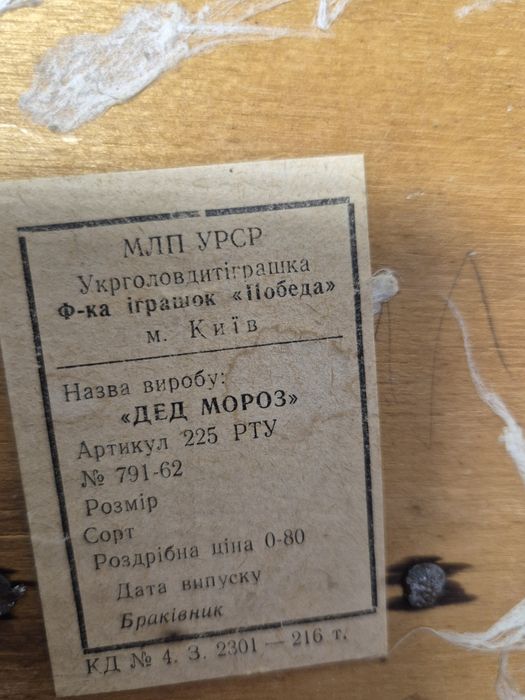 МЛП УРСР
Укрголовдитіграшка
Ф-ка іграшок «Победа»
м. Київ
Назва виробу:
«ДЕД МОРОЗ»
Артикул 225 РТУ
№ 791-62
Розмір
Сорт
Роздрібна ціна 0-80
Дата випуску
Браківник
КД № 4. З. 2301 — 216 т.